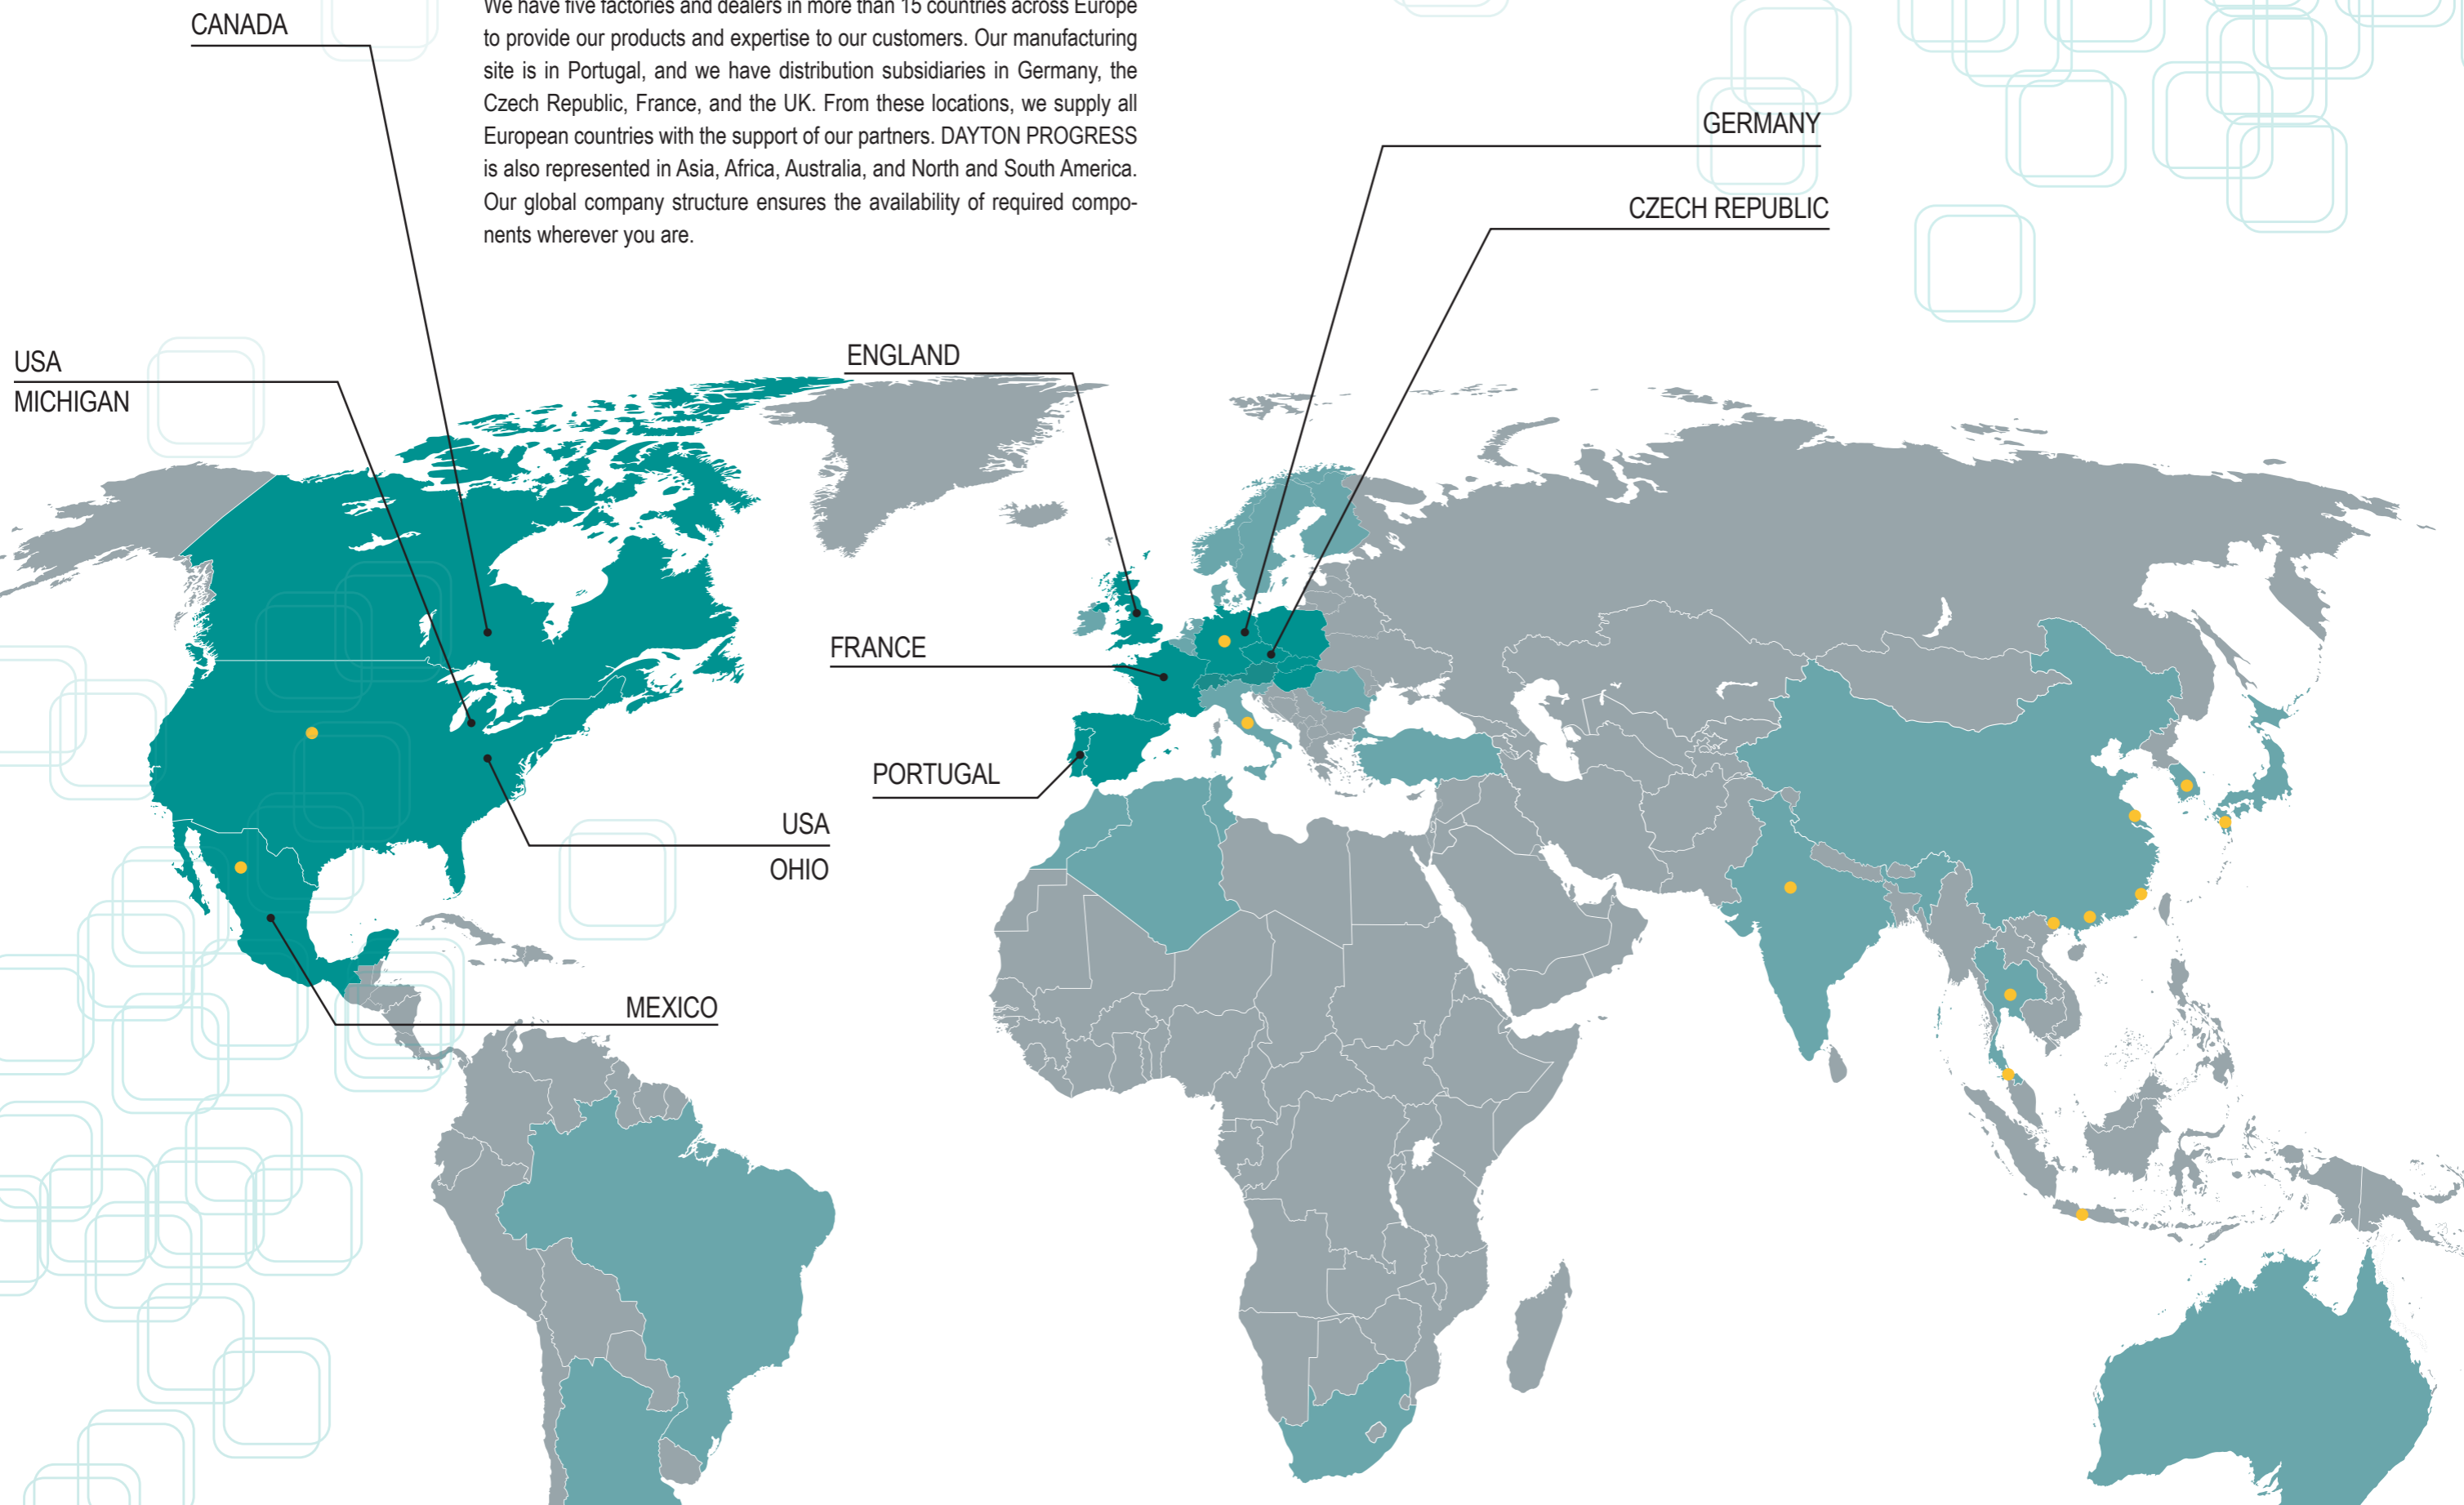 We have five factories and dealers in more than 15 countries across Europe
to provide our products and expertise to our customers. Our manufacturing
site is in Portugal, and we have distribution subsidiaries in Germany, the
Czech Republic, France, and the UK. From these locations, we supply all
European countries with the support of our partners. DAYTON PROGRESS
is also represented in Asia, Africa, Australia, and North and South America.
Our global company structure ensures the availability of required compo-
nents wherever you are.
CANADA
GERMANY
CZECH REPUBLIC
USA
MICHIGAN
ENGLAND
FRANCE
PORTUGAL
USA
OHIO
MEXICO